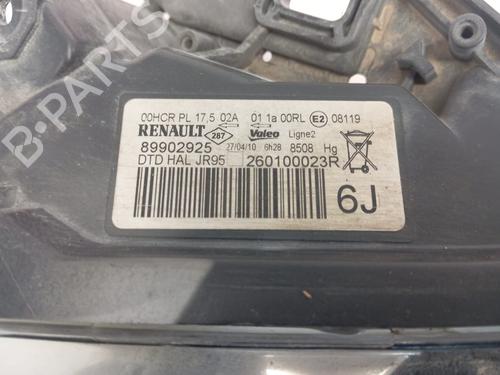 B-PARTS
00HCR PL 17,5 02A 01 1a 00RL E2 08119
RENAULT 287 Valeo Ligne2
89902925 27/04/10 6h28 8508 Hg
DTD HAL JR95 260100023R
6J